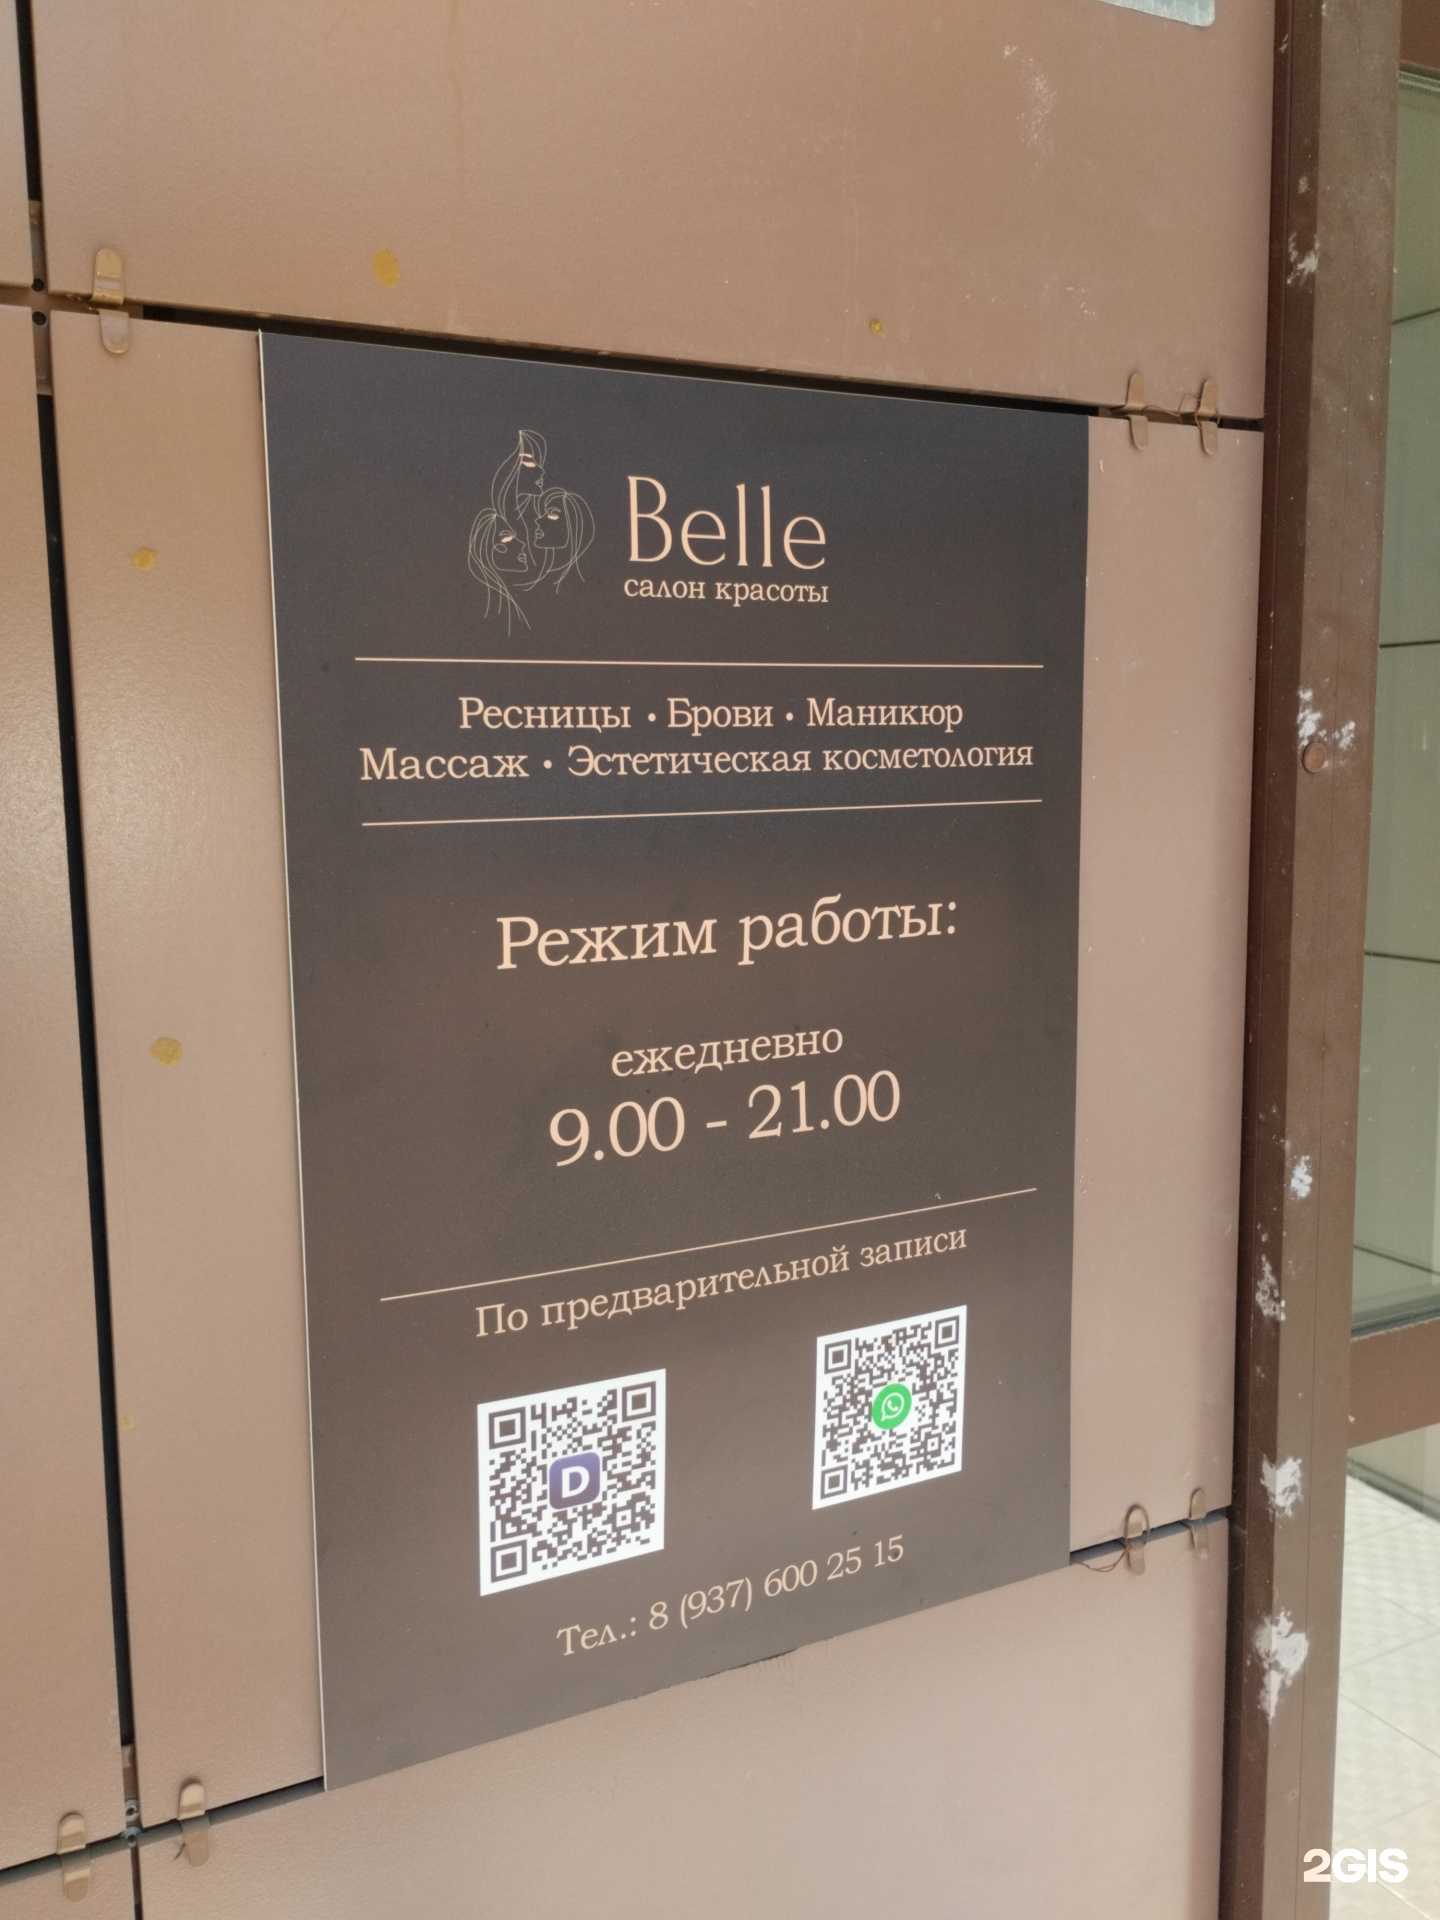 Belle
салон красоты
Ресницы • Брови • Маникюр
Массаж • Эстетическая косметология
Режим работы:
ежедневно
9.00 - 21.00
По предварительной записи
D
Тел.: 8 (937) 600 25 15
2GIS